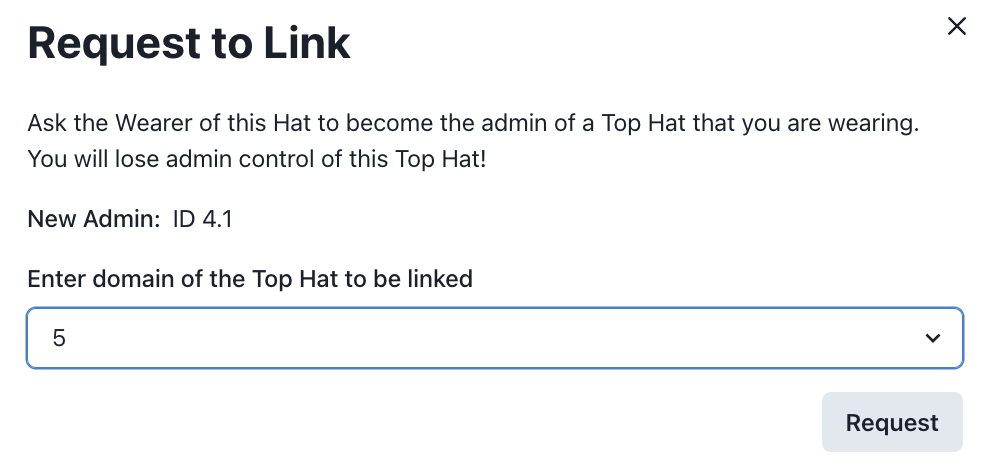 Request to Link
Ask the Wearer of this Hat to become the admin of a Top Hat that you are wearing.
You will lose admin control of this Top Hat!
New Admin: ID 4.1
Enter domain of the Top Hat to be linked
5
Request